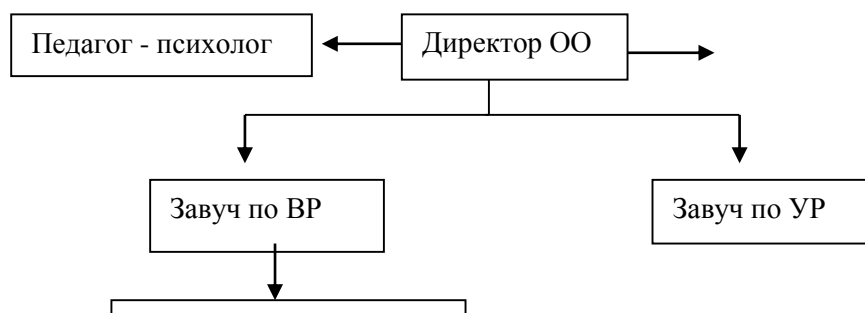 Педагог - психолог
Директор ОО
Завуч по ВР
Завуч по УР